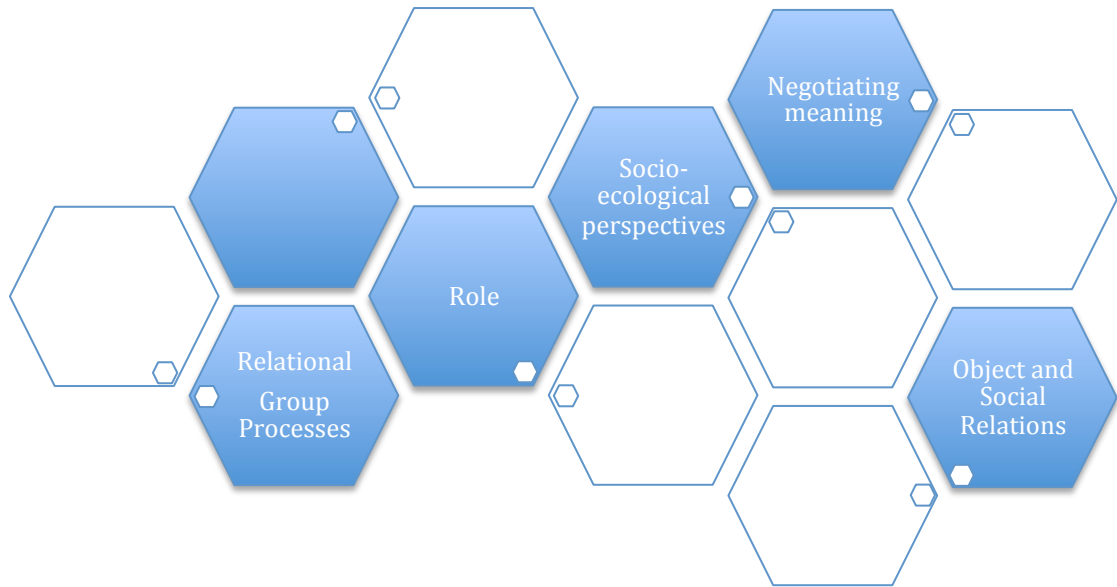 Negotiating
meaning
Socio-
ecological
perspectives
Role
Relational
Group
Processes
Object and
Social
Relations